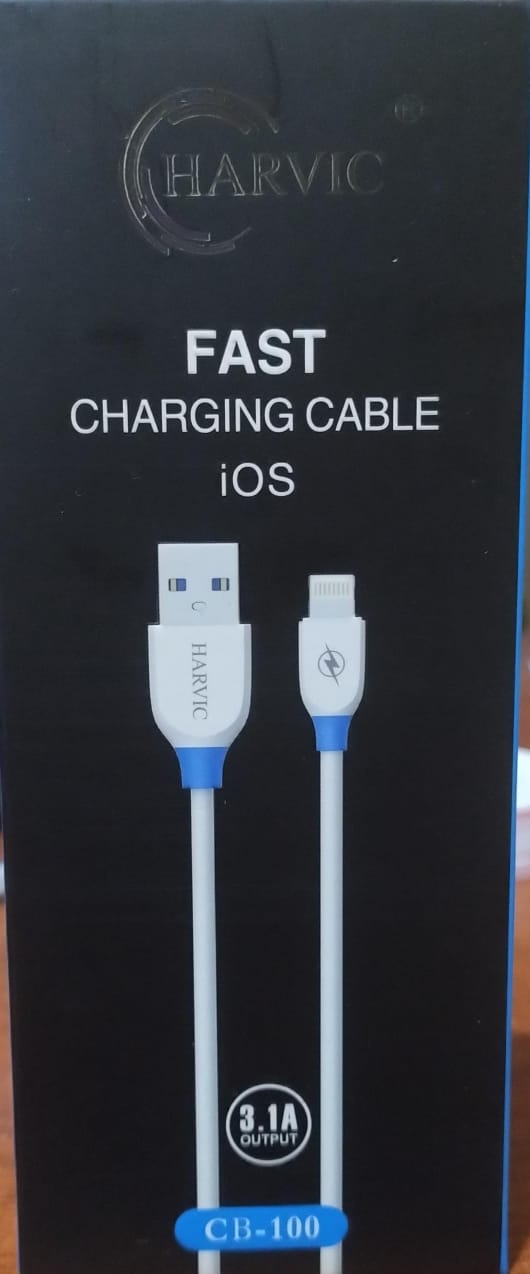 HARVIC
®
FAST
CHARGING CABLE
iOS
HARVIC
3.1A
OUTPUT
CB-100